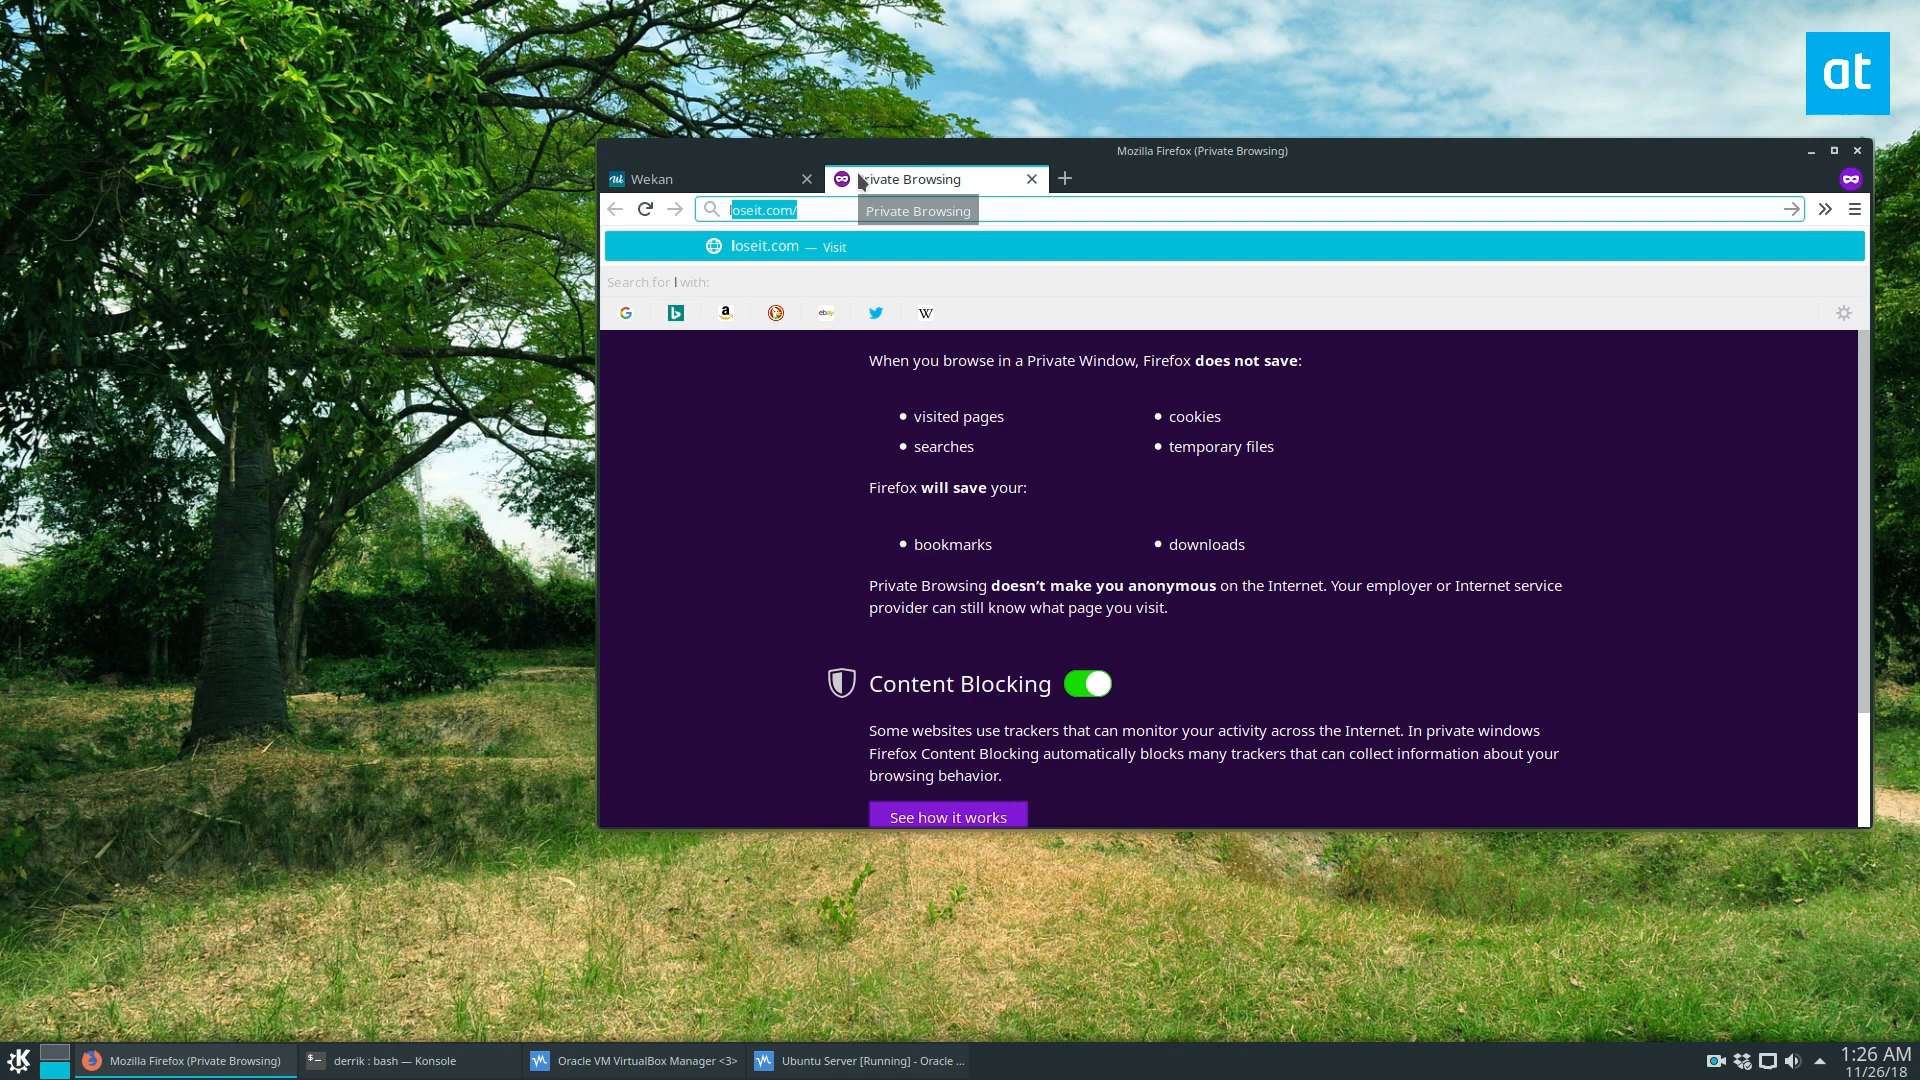 at
Mozilla Firefox (Private Browsing)
Wekan
Private Browsing
loseit.com/
Private Browsing
loseit.com — Visit
Search for l with:
G b a ebay W
When you browse in a Private Window, Firefox does not save:
visited pages
cookies
searches
temporary files
Firefox will save your:
bookmarks
downloads
Private Browsing doesn't make you anonymous on the Internet. Your employer or Internet service
provider can still know what page you visit.
Content Blocking
Some websites use trackers that can monitor your activity across the Internet. In private windows
Firefox Content Blocking automatically blocks many trackers that can collect information about your
browsing behavior.
See how it works
Mozilla Firefox (Private Browsing)
derrik : bash — Konsole
Oracle VM VirtualBox Manager <3>
Ubuntu Server [Running] - Oracle ...
1:26 AM
11/26/18